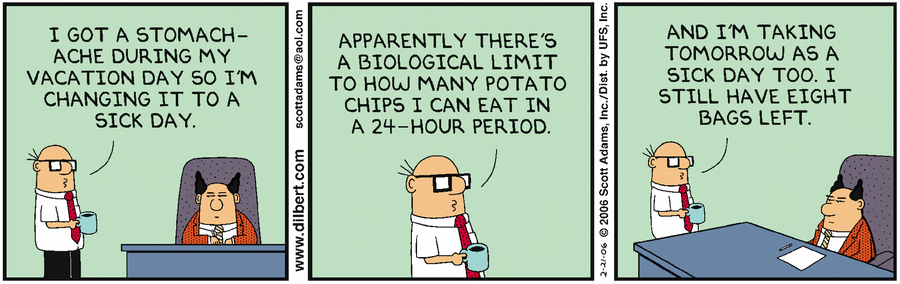 I GOT A STOMACH-
ACHE DURING MY
VACATION DAY SO I'M
CHANGING IT TO A
SICK DAY.
www.dilbert.com scottadams@aol.com
APPARENTLY THERE'S
A BIOLOGICAL LIMIT
TO HOW MANY POTATO
CHIPS I CAN EAT IN
A 24-HOUR PERIOD.
2-21-06 © 2006 Scott Adams, Inc./Dist. by UFS, Inc.
AND I'M TAKING
TOMORROW AS A
SICK DAY TOO. I
STILL HAVE EIGHT
BAGS LEFT.